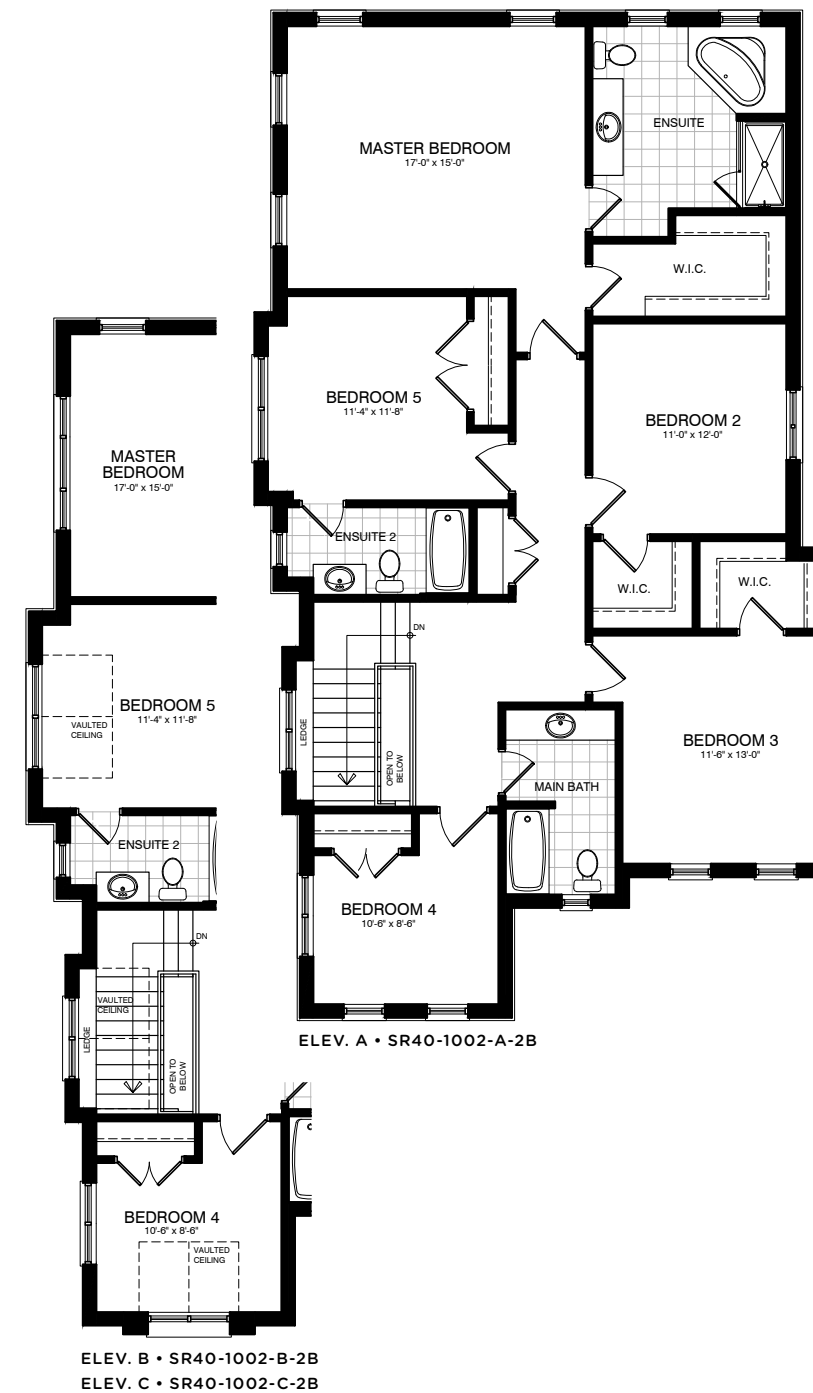 MASTER BEDROOM
17'-0" x 15'-0"
ENSUITE
W.I.C.
BEDROOM 5
11'-4" x 11'-8"
BEDROOM 2
11'-0" x 12'-0"
ENSUITE 2
W.I.C.
W.I.C.
DN
LEDGE
OPEN TO
BELOW
MAIN BATH
BEDROOM 3
11'-6" x 13'-0"
BEDROOM 4
10'-6" x 8'-6"
ELEV. A • SR40-1002-A-2B
MASTER
BEDROOM
17'-0" x 15'-0"
BEDROOM 5
11'-4" x 11'-8"
VAULTED
CEILING
ENSUITE 2
DN
VAULTED
CEILING
LEDGE
OPEN TO
BELOW
BEDROOM 4
10'-6" x 8'-6"
VAULTED
CEILING
ELEV. B • SR40-1002-B-2B
ELEV. C • SR40-1002-C-2B